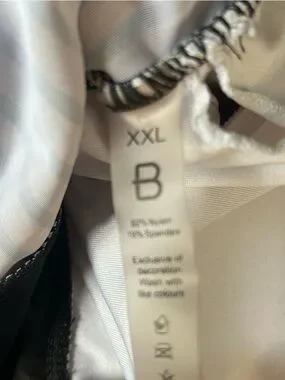 XXL
B
82% Nylon
18% Spandex
Exclusive of
decoration
Wash with
like colours